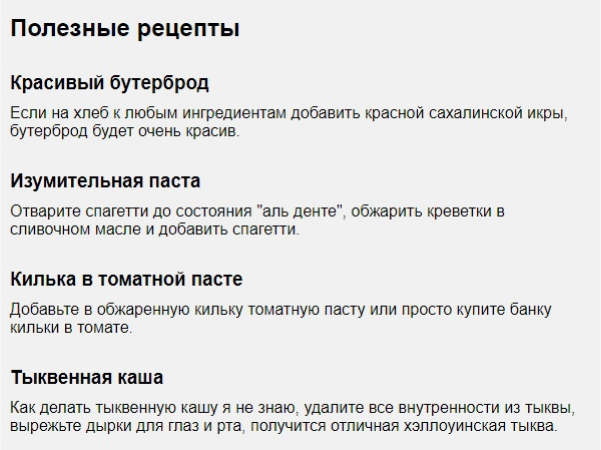 Полезные рецепты
Красивый бутерброд
Если на хлеб к любым ингредиентам добавить красной сахалинской икры,
бутерброд будет очень красив.
Изумительная паста
Отварите спагетти до состояния "аль денте", обжарить креветки в
сливочном масле и добавить спагетти.
Килька в томатной пасте
Добавьте в обжаренную кильку томатную пасту или просто купите банку
кильки в томате.
Тыквенная каша
Как делать тыквенную кашу я не знаю, удалите все внутренности из тыквы,
вырежьте дырки для глаз и рта, получится отличная хэллоуинская тыква.